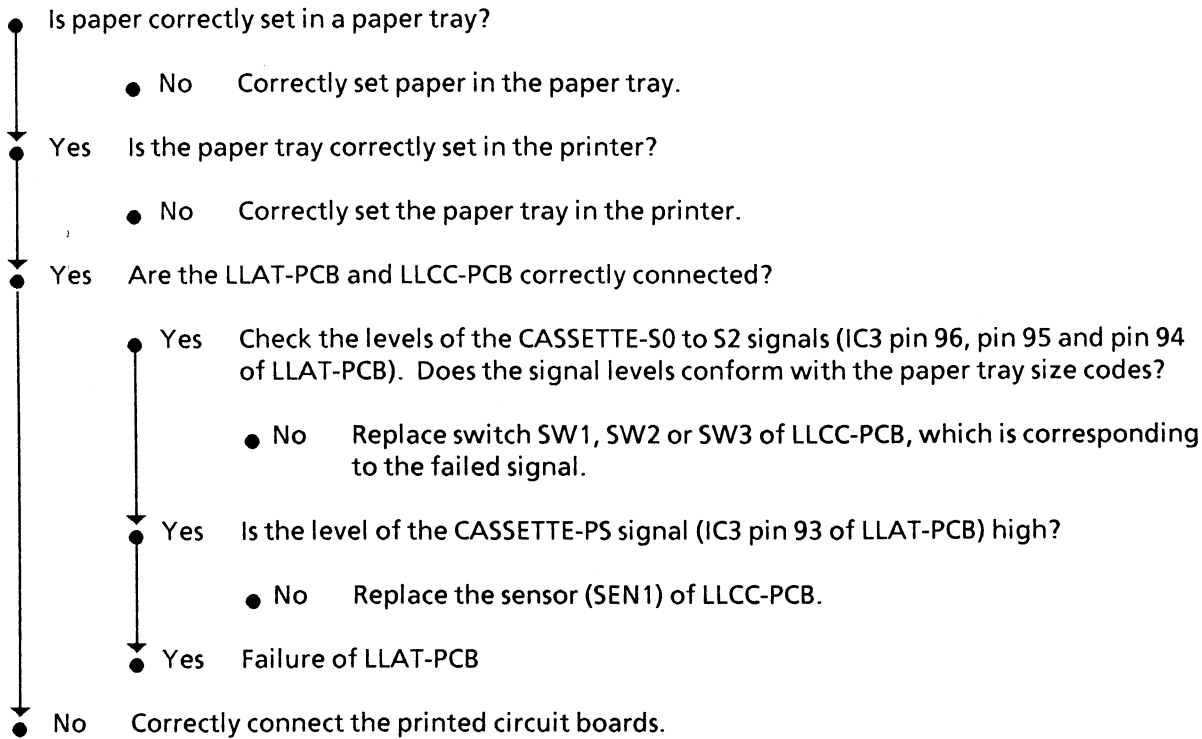 Is paper correctly set in a paper tray?
No Correctly set paper in the paper tray.
Yes Is the paper tray correctly set in the printer?
No Correctly set the paper tray in the printer.
Yes Are the LLAT-PCB and LLCC-PCB correctly connected?
Yes Check the levels of the CASSETTE-S0 to S2 signals (IC3 pin 96, pin 95 and pin 94
of LLAT-PCB). Does the signal levels conform with the paper tray size codes?
No Replace switch SW1, SW2 or SW3 of LLCC-PCB, which is corresponding
to the failed signal.
Yes Is the level of the CASSETTE-PS signal (IC3 pin 93 of LLAT-PCB) high?
No Replace the sensor (SEN1) of LLCC-PCB.
Yes Failure of LLAT-PCB
No Correctly connect the printed circuit boards.